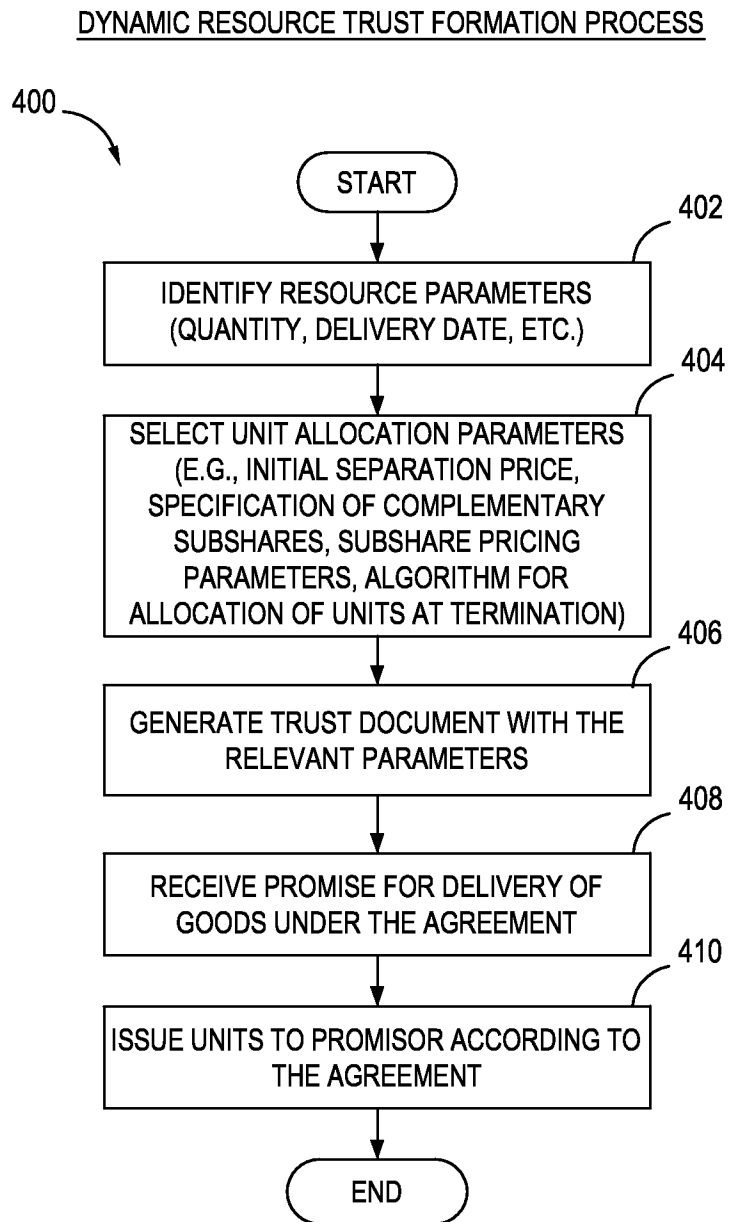 DYNAMIC RESOURCE TRUST FORMATION PROCESS
400
START
402
IDENTIFY RESOURCE PARAMETERS
(QUANTITY, DELIVERY DATE, ETC.)
404
SELECT UNIT ALLOCATION PARAMETERS
(E.G., INITIAL SEPARATION PRICE,
SPECIFICATION OF COMPLEMENTARY
SUBSHARES, SUBSHARE PRICING
PARAMETERS, ALGORITHM FOR
ALLOCATION OF UNITS AT TERMINATION)
406
GENERATE TRUST DOCUMENT WITH THE
RELEVANT PARAMETERS
408
RECEIVE PROMISE FOR DELIVERY OF
GOODS UNDER THE AGREEMENT
410
ISSUE UNITS TO PROMISOR ACCORDING TO
THE AGREEMENT
END